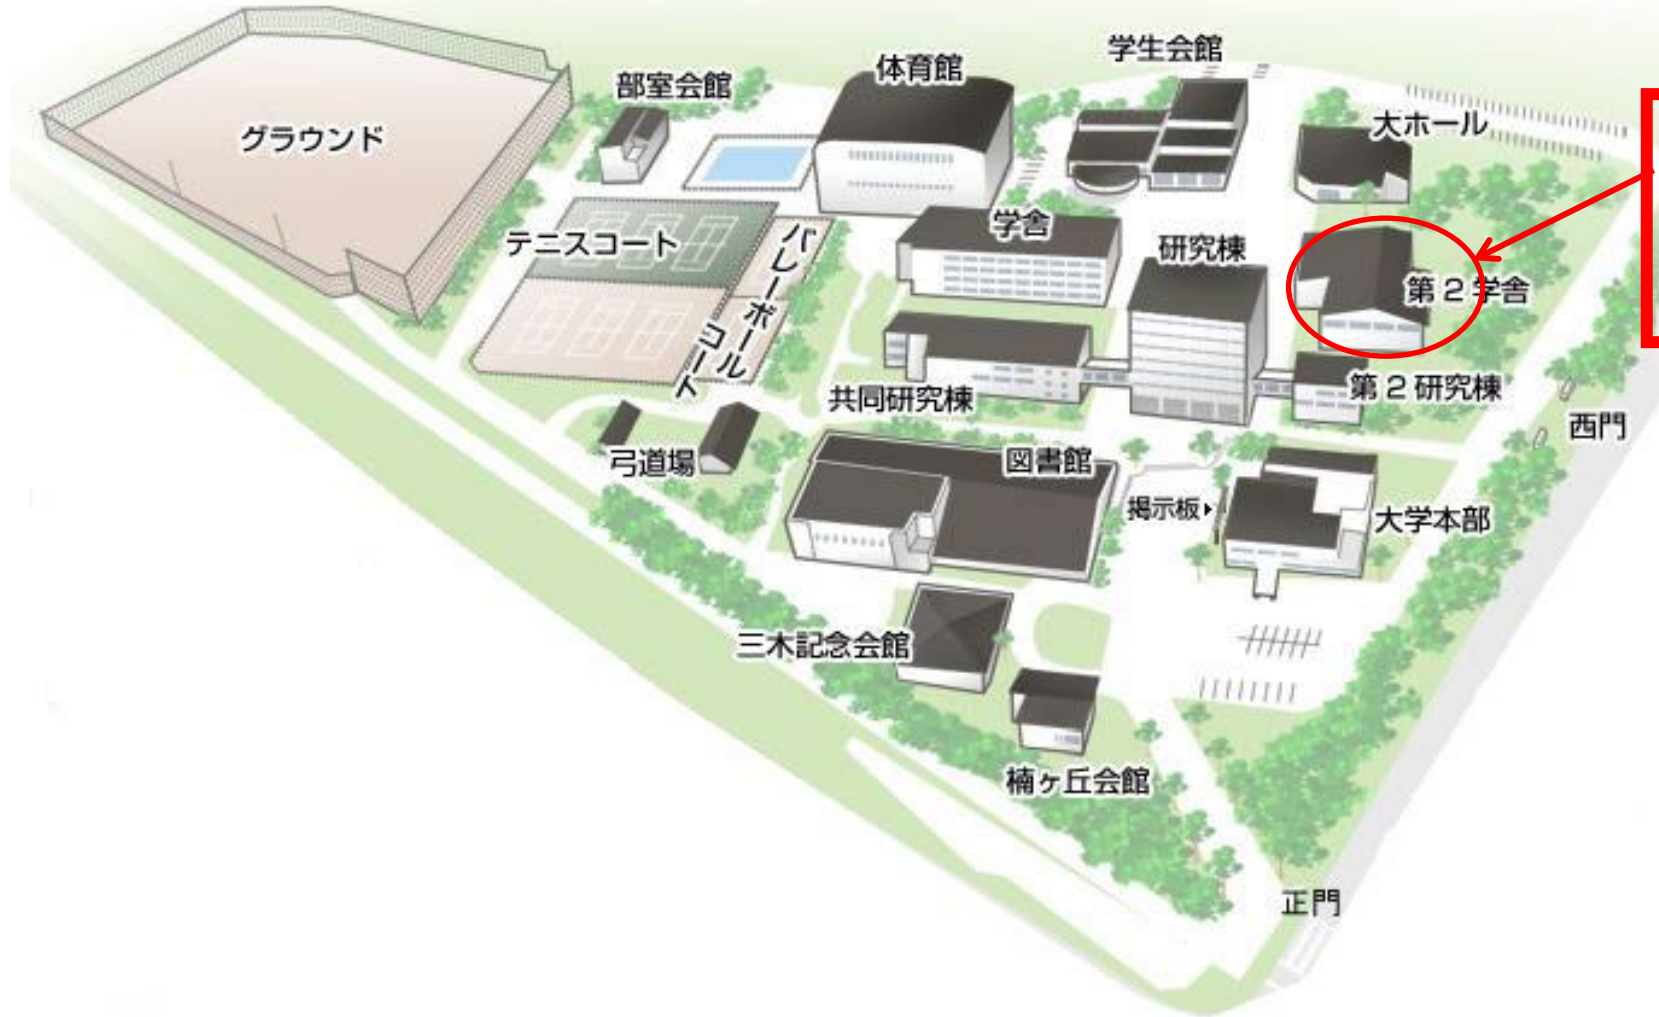 学生会館
体育館
部室会館
大ホール
グラウンド
学舎
テニスコート
バレーボール
コート
研究棟
第2学舎
第2研究棟
共同研究棟
西門
弓道場
図書館
掲示板
大学本部
三木記念会館
楠ヶ丘会館
正門